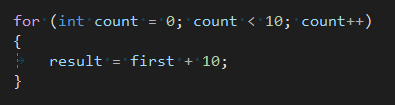 for (int count = 0; count < 10; count++)
{
    result = first + 10;
}